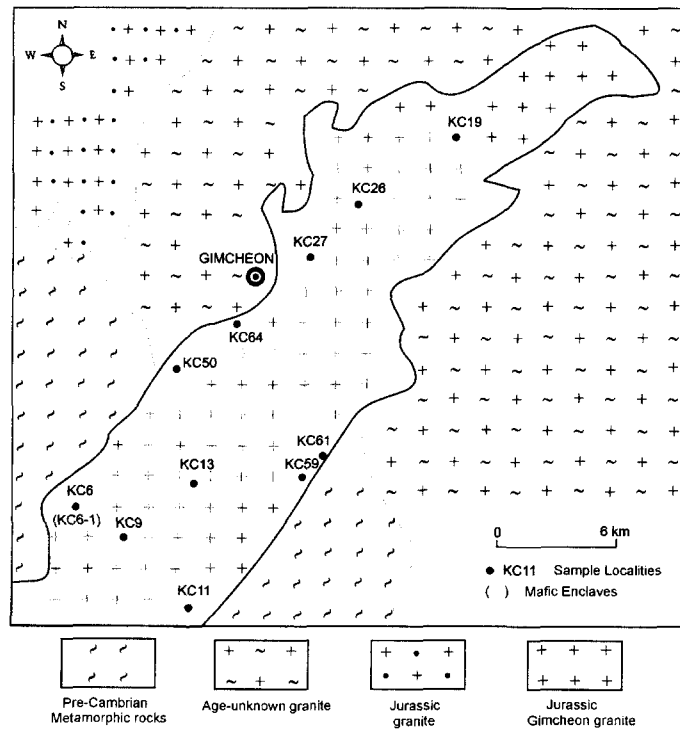 N
W E
S
KC19
KC26
KC27
GIMCHEON
KC64
KC50
KC61
KC59
KC13
KC6
(KC6-1)
KC9
KC11
0 6 km
KC11 Sample Localities
( ) Mafic Enclaves
Pre-Cambrian
Metamorphic rocks
Age-unknown granite
Jurassic
granite
Jurassic
Gimcheon granite